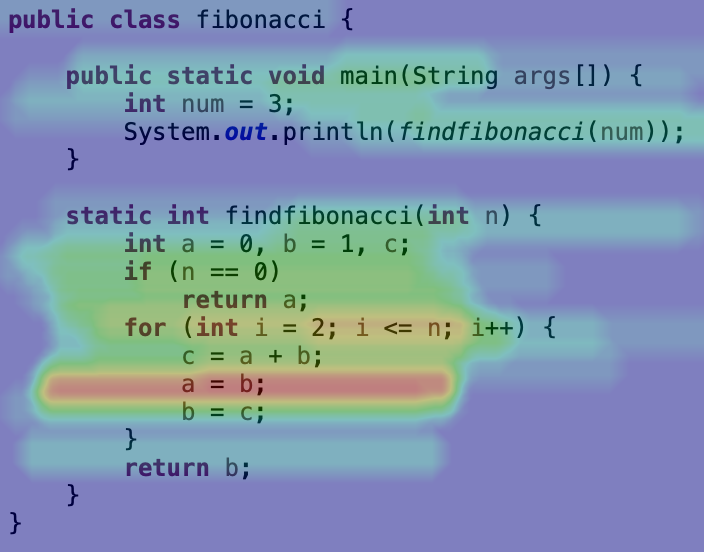 public class fibonacci {
public static void main(String args[]) {
int num = 3;
System.out.println(findfibonacci(num));
}
static int findfibonacci(int n) {
int a = 0, b = 1, c;
if (n == 0)
return a;
for (int i = 2; i <= n; i++) {
c = a + b;
a = b;
b = c;
}
return b;
}
}